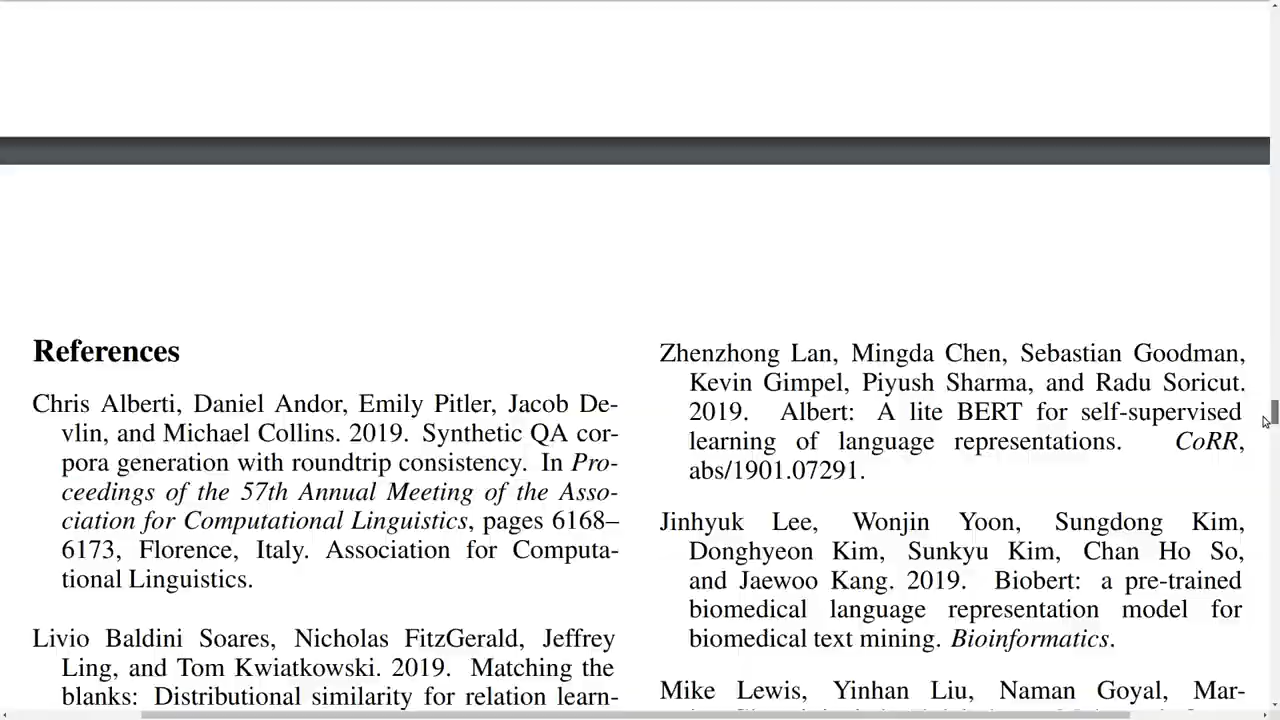 References
Chris Alberti, Daniel Andor, Emily Pitler, Jacob De-
vlin, and Michael Collins. 2019. Synthetic QA cor-
pora generation with roundtrip consistency. In Pro-
ceedings of the 57th Annual Meeting of the Asso-
ciation for Computational Linguistics, pages 6168–
6173, Florence, Italy. Association for Computa-
tional Linguistics.
Livio Baldini Soares, Nicholas FitzGerald, Jeffrey
Ling, and Tom Kwiatkowski. 2019. Matching the
blanks: Distributional similarity for relation learn-
Zhenzhong Lan, Mingda Chen, Sebastian Goodman,
Kevin Gimpel, Piyush Sharma, and Radu Soricut.
2019. Albert: A lite BERT for self-supervised
learning of language representations. CoRR,
abs/1901.07291.
Jinhyuk Lee, Wonjin Yoon, Sungdong Kim,
Donghyeon Kim, Sunkyu Kim, Chan Ho So,
and Jaewoo Kang. 2019. Biobert: a pre-trained
biomedical language representation model for
biomedical text mining. Bioinformatics.
Mike Lewis, Yinhan Liu, Naman Goyal, Mar-